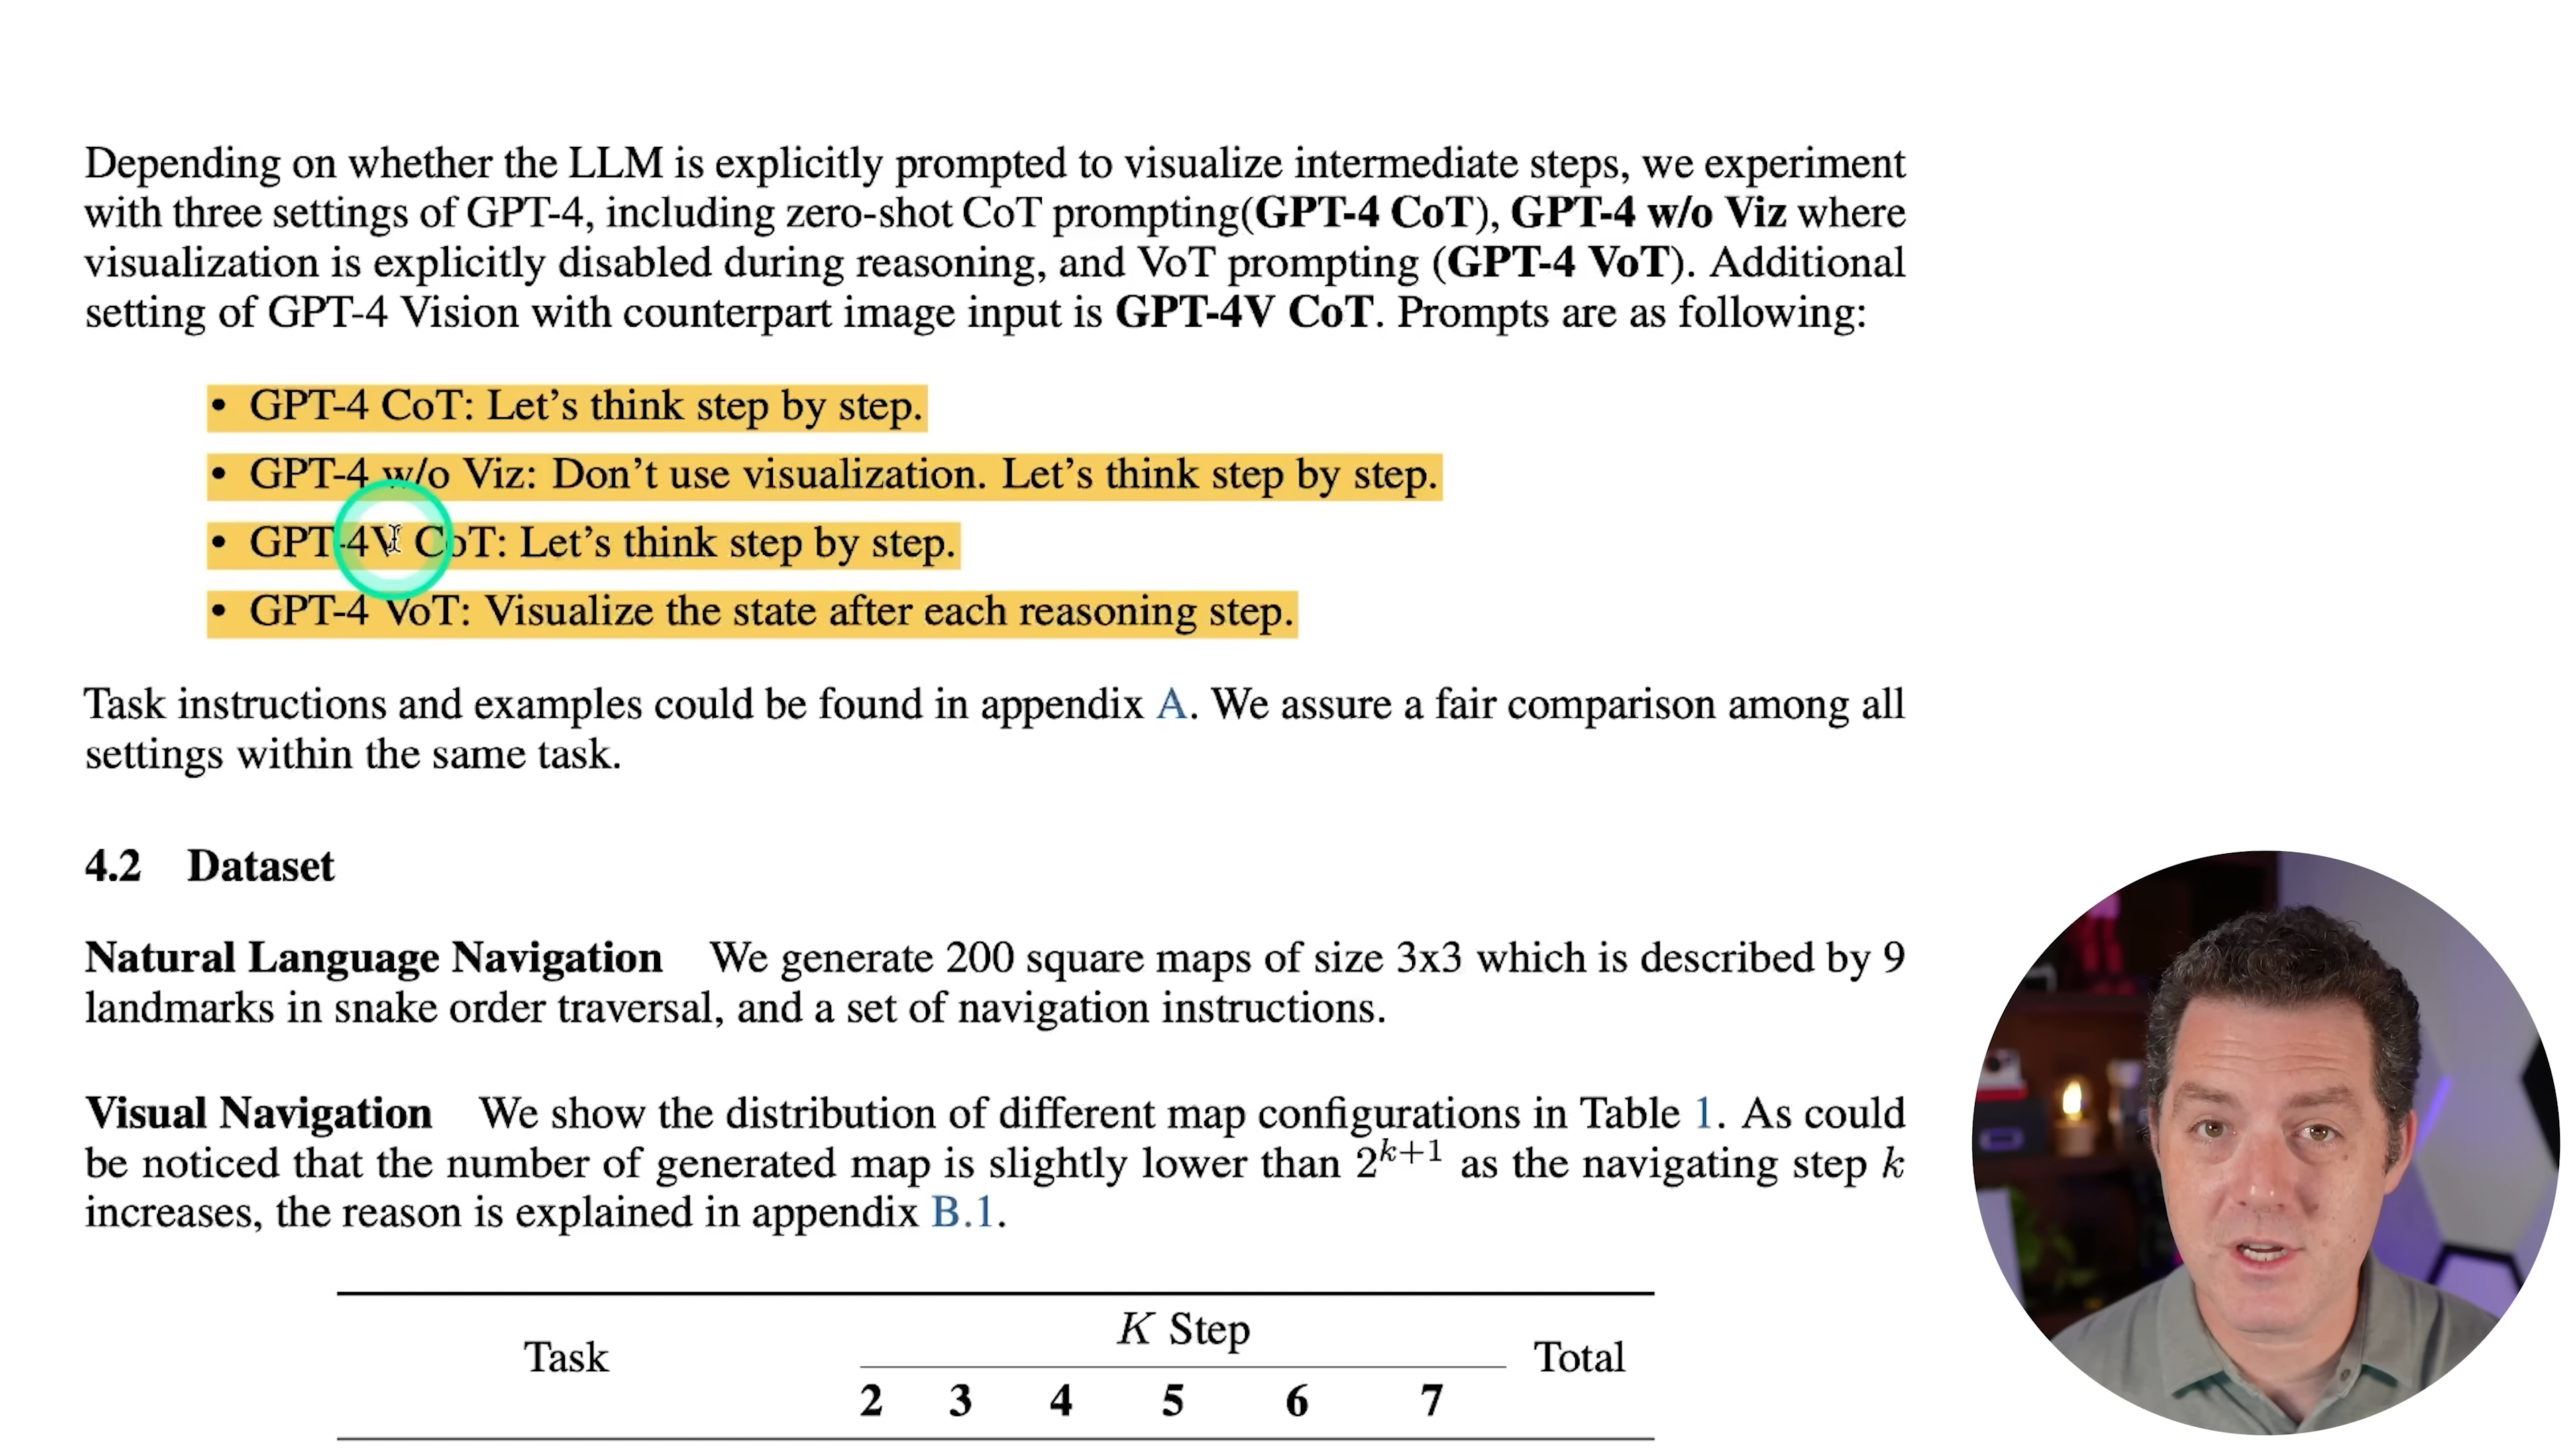 Depending on whether the LLM is explicitly prompted to visualize intermediate steps, we experiment
with three settings of GPT-4, including zero-shot CoT prompting(GPT-4 CoT), GPT-4 w/o Viz where
visualization is explicitly disabled during reasoning, and VoT prompting (GPT-4 VoT). Additional
setting of GPT-4 Vision with counterpart image input is GPT-4V CoT. Prompts are as following:
• GPT-4 CoT: Let’s think step by step.
• GPT-4 w/o Viz: Don’t use visualization. Let’s think step by step.
• GPT-4V CoT: Let’s think step by step.
• GPT-4 VoT: Visualize the state after each reasoning step.
Task instructions and examples could be found in appendix A. We assure a fair comparison among all
settings within the same task.
4.2 Dataset
Natural Language Navigation We generate 200 square maps of size 3x3 which is described by 9
landmarks in snake order traversal, and a set of navigation instructions.
Visual Navigation We show the distribution of different map configurations in Table 1. As could
be noticed that the number of generated map is slightly lower than 2^{k+1} as the navigating step k
increases, the reason is explained in appendix B.1.
K Step
Task Total
2 3 4 5 6 7